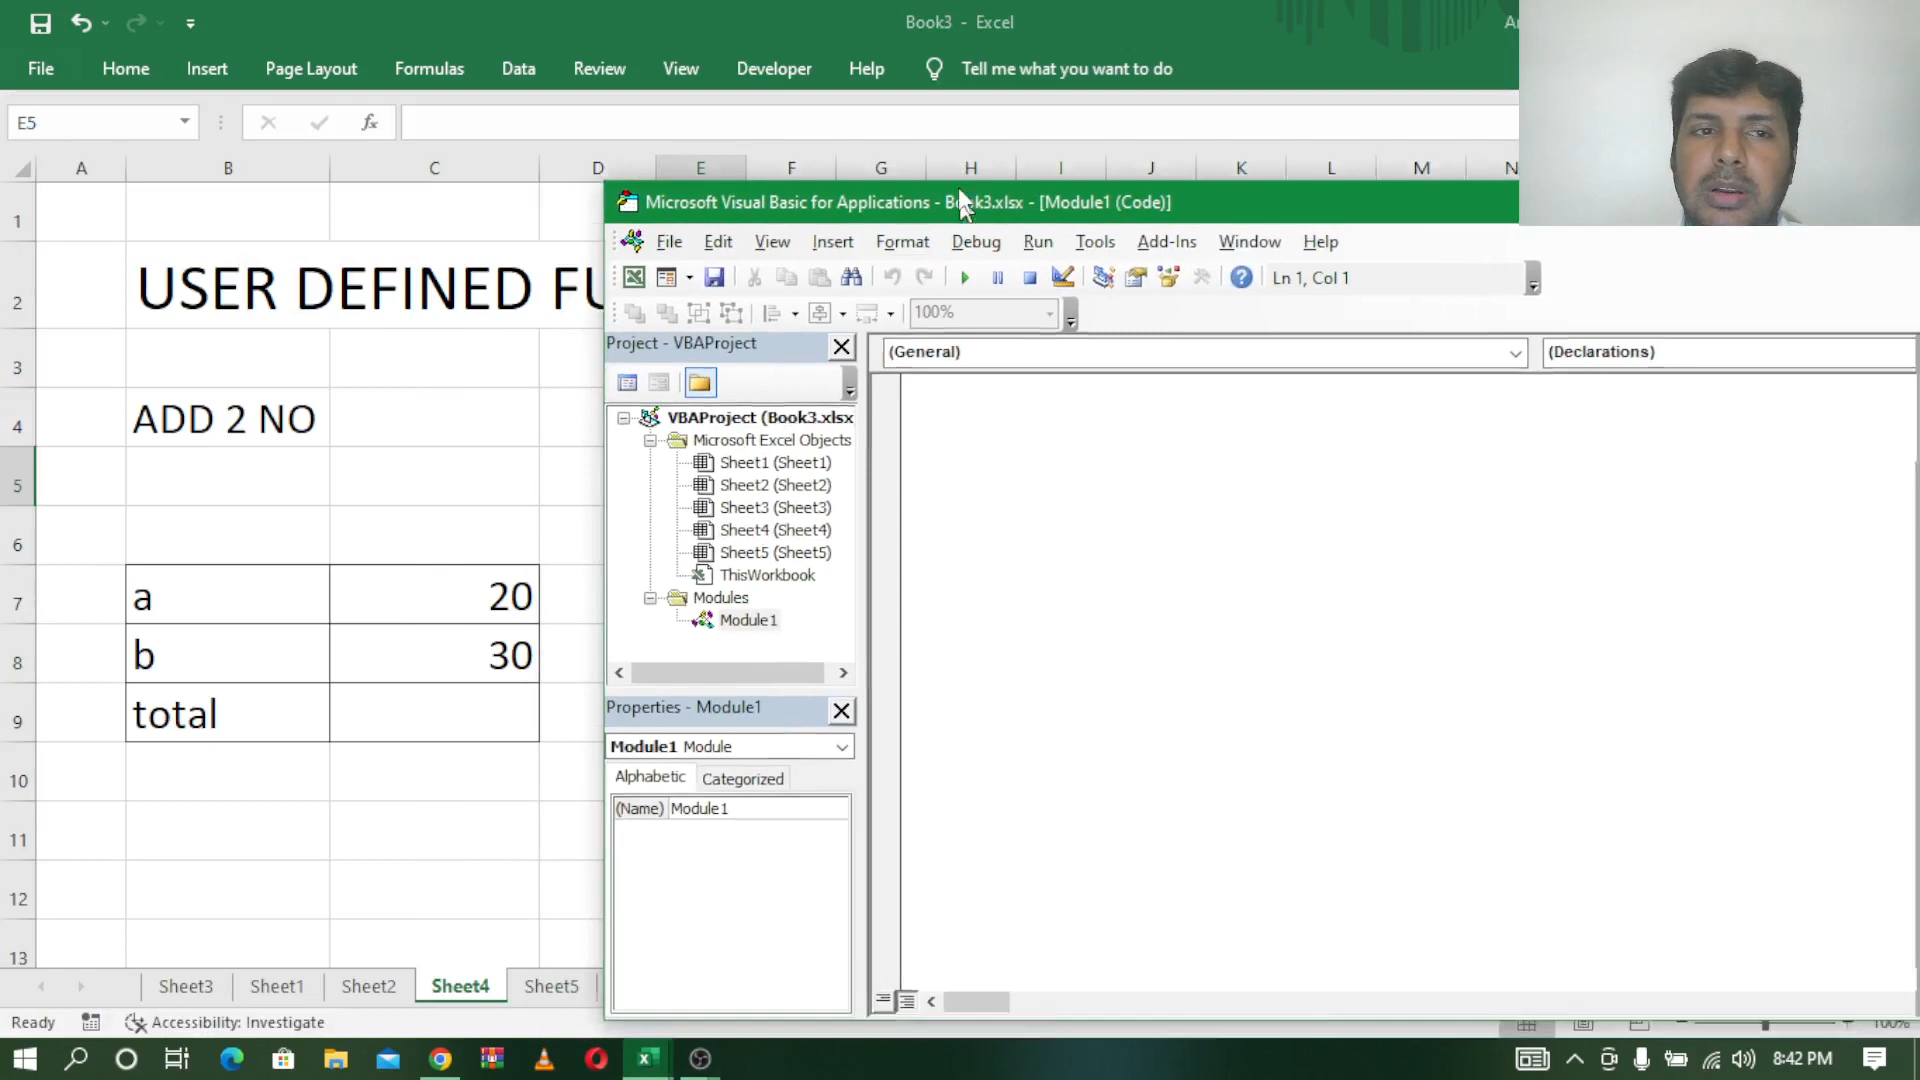 Book3 - Excel
File Home Insert Page Layout Formulas Data Review View Developer Help Tell me what you want to do
E5
fx
A B C D E F G H I J K L M N
1
2 USER DEFINED FU
3
4 ADD 2 NO
5
6
7 a 20
8 b 30
9 total
10
11
12
13
Microsoft Visual Basic for Applications - Book3.xlsx - [Module1 (Code)]
File Edit View Insert Format Debug Run Tools Add-Ins Window Help
Ln 1, Col 1
100%
Project - VBAProject
(General) (Declarations)
VBAProject (Book3.xlsx
Microsoft Excel Objects
Sheet1 (Sheet1)
Sheet2 (Sheet2)
Sheet3 (Sheet3)
Sheet4 (Sheet4)
Sheet5 (Sheet5)
ThisWorkbook
Modules
Module1
Properties - Module1
Module1 Module
Alphabetic Categorized
(Name) Module1
Sheet3 Sheet1 Sheet2 Sheet4 Sheet5
Ready Accessibility: Investigate
100%
8:42 PM